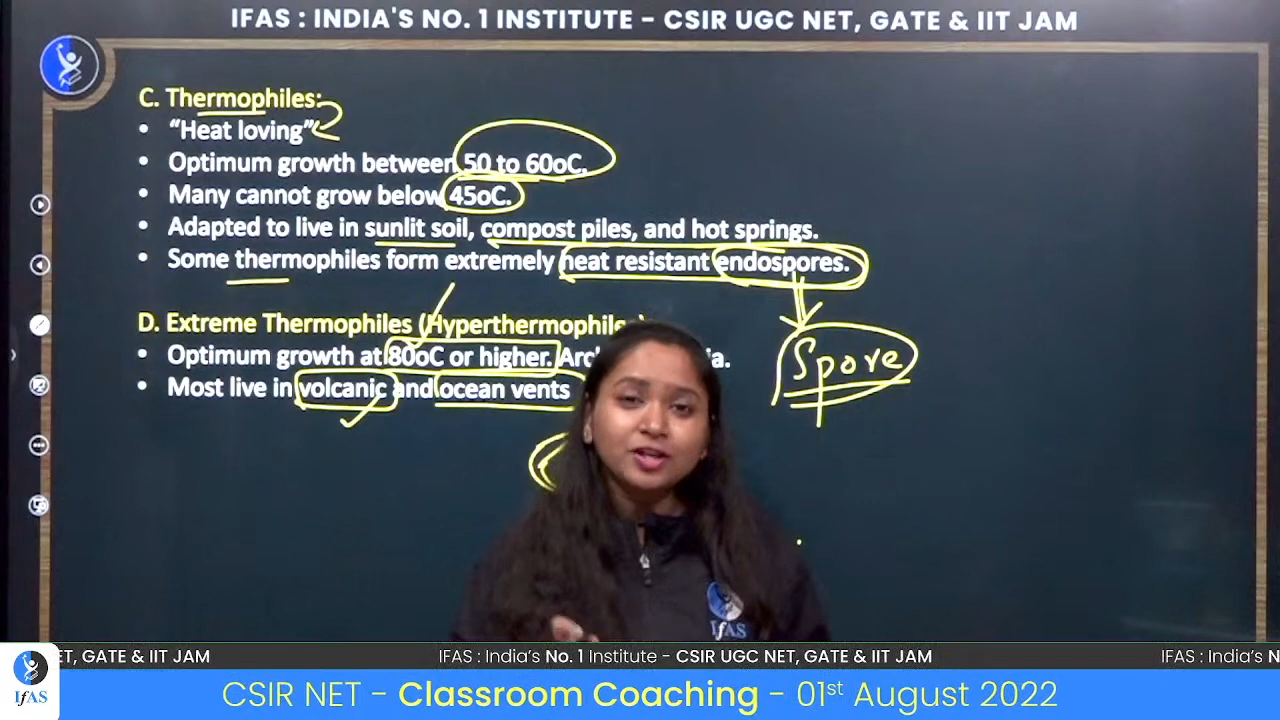 IFAS : INDIA'S NO. 1 INSTITUTE - CSIR UGC NET, GATE & IIT JAM
C. Thermophiles:
• “Heat loving”
• Optimum growth between 50 to 60oC.
• Many cannot grow below 45oC.
• Adapted to live in sunlit soil, compost piles, and hot springs.
• Some thermophiles form extremely heat resistant endospores.
D. Extreme Thermophiles (Hyperthermophile
• Optimum growth at 80oC or higher.
• Most live in volcanic and ocean vents
Spore
IfAS
ET, GATE & IIT JAM IFAS : India’s No. 1 Institute - CSIR UGC NET, GATE & IIT JAM IFAS : India’s N
IfAS
CSIR NET - Classroom Coaching - 01st August 2022